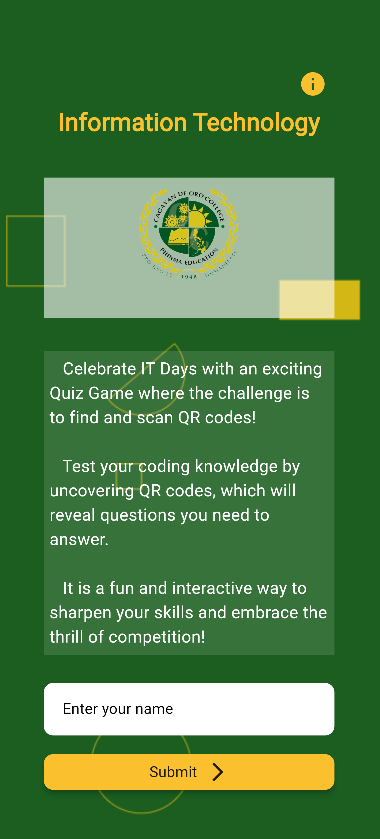 i
Information Technology
CAGAYAN DE ORO COLLEGE
PHINMA EDUCATION
1948
Celebrate IT Days with an exciting
Quiz Game where the challenge is
to find and scan QR codes!
Test your coding knowledge by
uncovering QR codes, which will
reveal questions you need to
answer.
It is a fun and interactive way to
sharpen your skills and embrace the
thrill of competition!
Enter your name
Submit